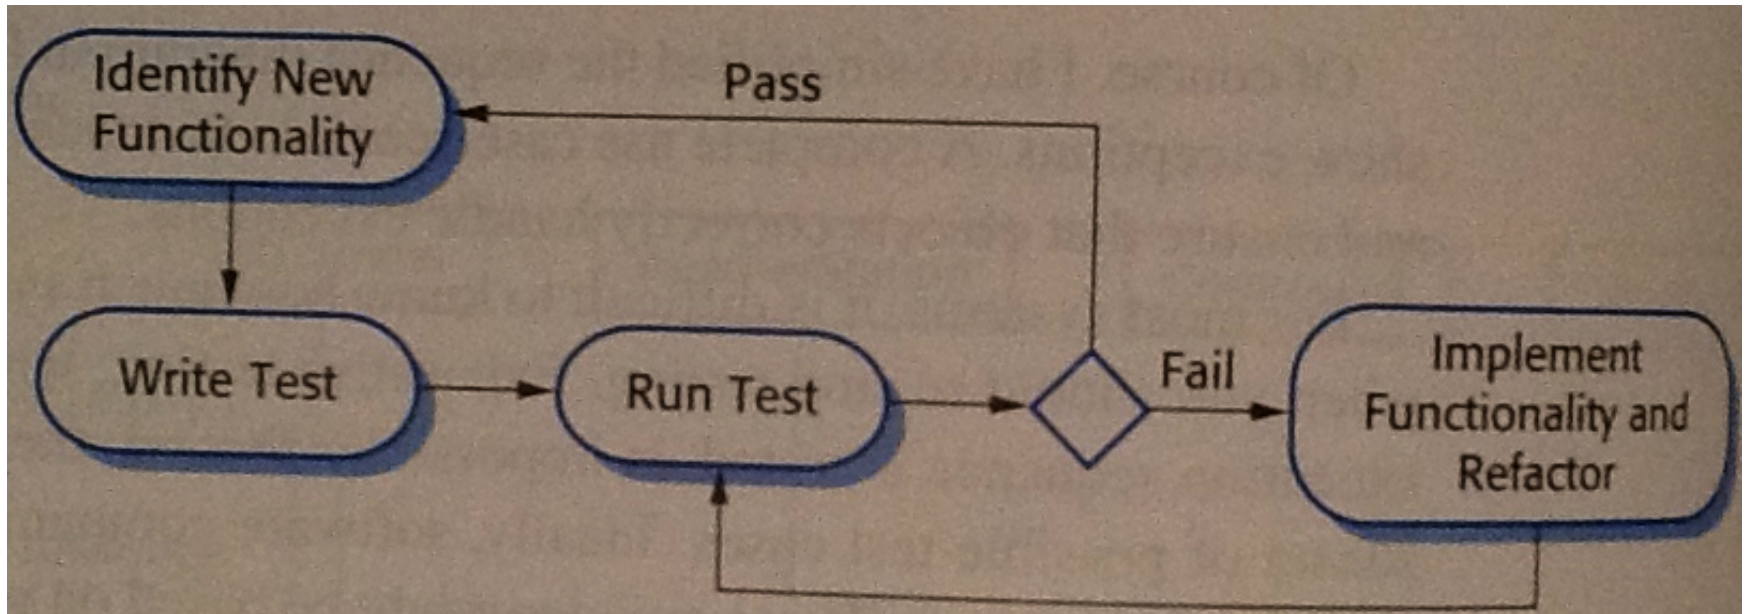 Identify New
Functionality
Pass
Write Test
Run Test
Fail
Implement
Functionality and
Refactor